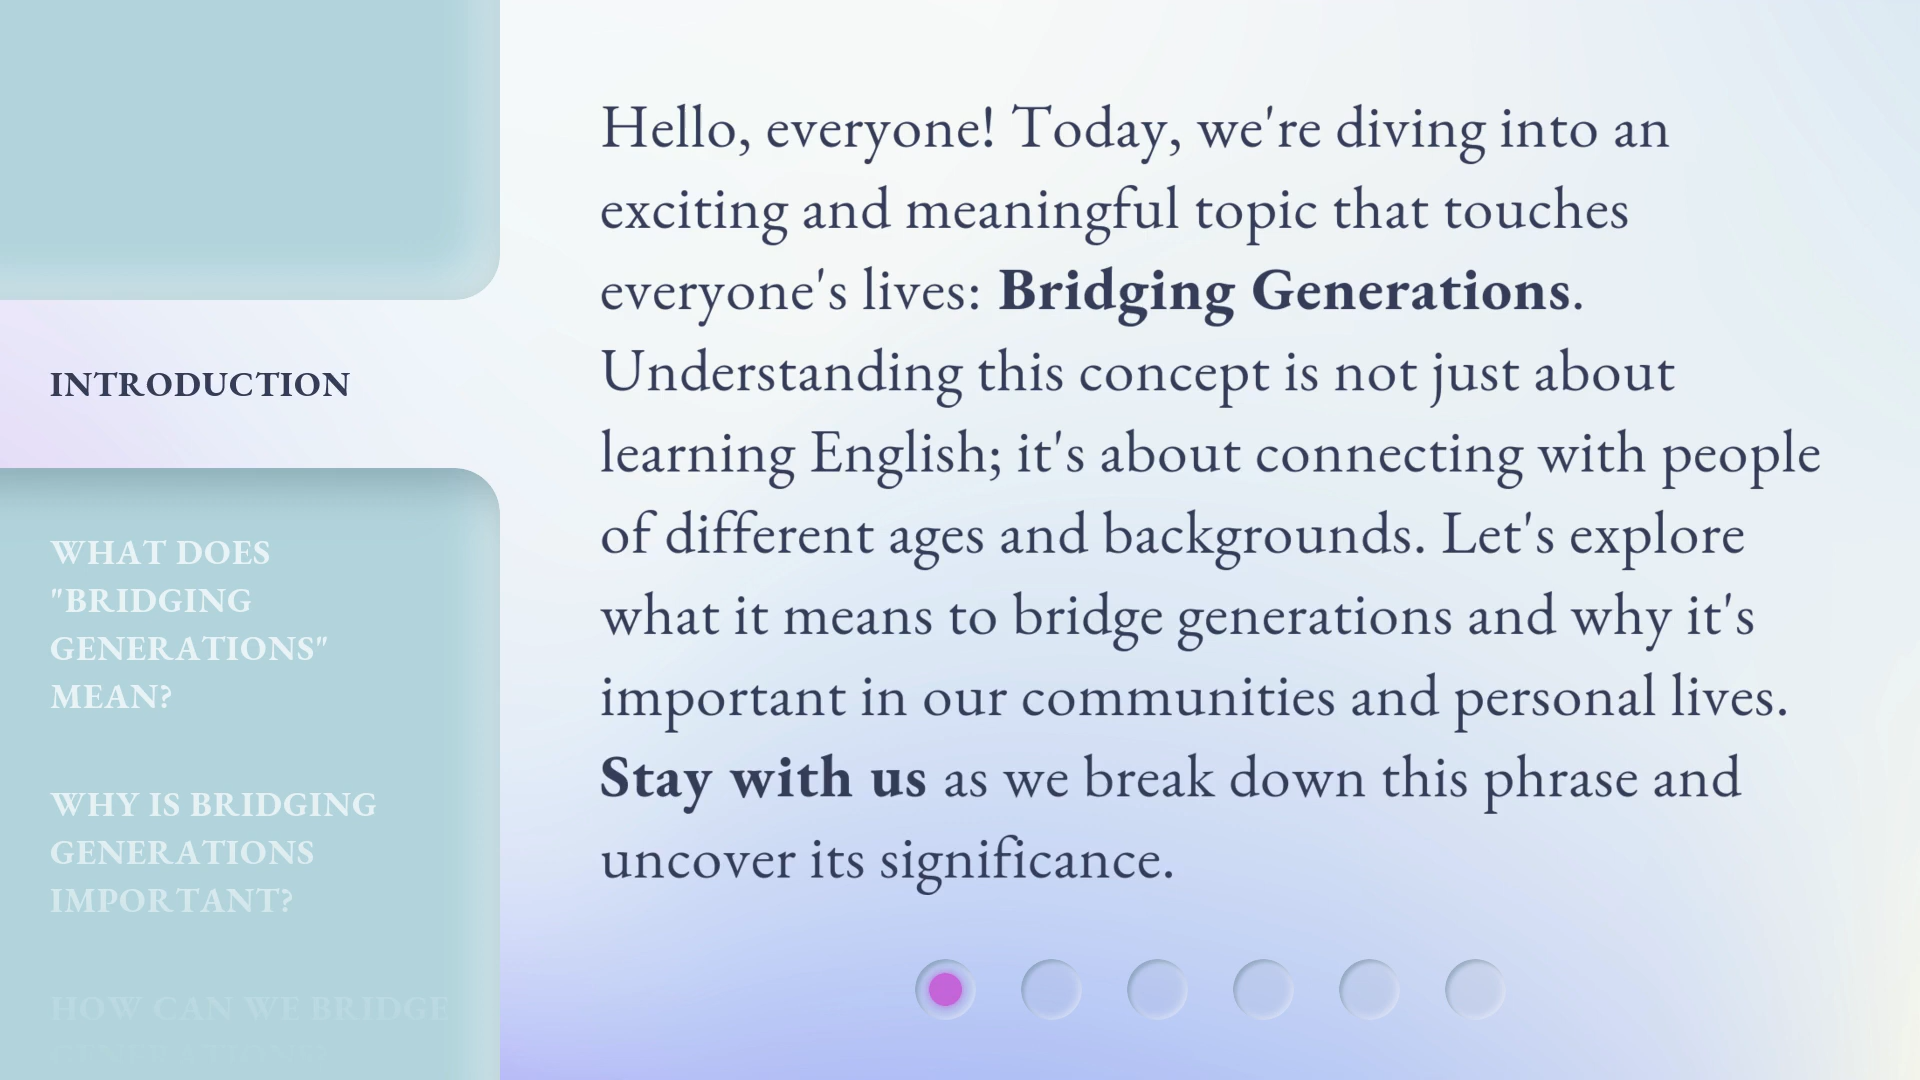 INTRODUCTION
WHAT DOES
"BRIDGING
GENERATIONS"
MEAN?
WHY IS BRIDGING
GENERATIONS
IMPORTANT?
HOW CAN WE BRIDGE
GENERATIONS?
Hello, everyone! Today, we're diving into an
exciting and meaningful topic that touches
everyone's lives: Bridging Generations.
Understanding this concept is not just about
learning English; it's about connecting with people
of different ages and backgrounds. Let's explore
what it means to bridge generations and why it's
important in our communities and personal lives.
Stay with us as we break down this phrase and
uncover its significance.